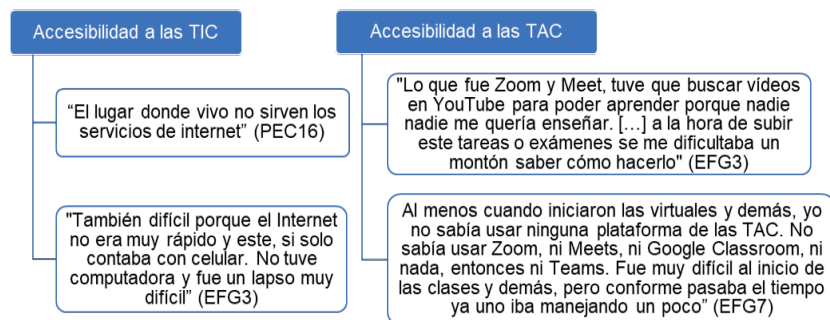 Accesibilidad a las TIC
“El lugar donde vivo no sirven los
servicios de internet” (PEC16)
"También difícil porque el Internet
no era muy rápido y este, si solo
contaba con celular. No tuve
computadora y fue un lapso muy
difícil” (EFG3)
Accesibilidad a las TAC
"Lo que fue Zoom y Meet, tuve que buscar vídeos
en YouTube para poder aprender porque nadie
nadie me quería enseñar. […] a la hora de subir
este tareas o exámenes se me dificultaba un
montón saber cómo hacerlo" (EFG3)
Al menos cuando iniciaron las virtuales y demás, yo
no sabía usar ninguna plataforma de las TAC. No
sabía usar Zoom, ni Meets, ni Google Classroom, ni
nada, entonces ni Teams. Fue muy difícil al inicio de
las clases y demás, pero conforme pasaba el tiempo
ya uno iba manejando un poco” (EFG7)